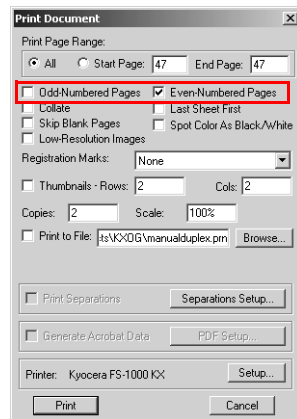 Print Document
Print Page Range:
All Start Page: 47 End Page: 47
Odd-Numbered Pages Even-Numbered Pages
Collate Last Sheet First
Skip Blank Pages Spot Color As Black/White
Low-Resolution Images
Registration Marks: None
Thumbnails - Rows: 2 Cols: 2
Copies: 2 Scale: 100%
Print to File: ts\KXOG\manualduplex.prn Browse...
Print Separations Separations Setup...
Generate Acrobat Data PDF Setup...
Printer: Kyocera FS-1000 KX Setup...
Print Cancel